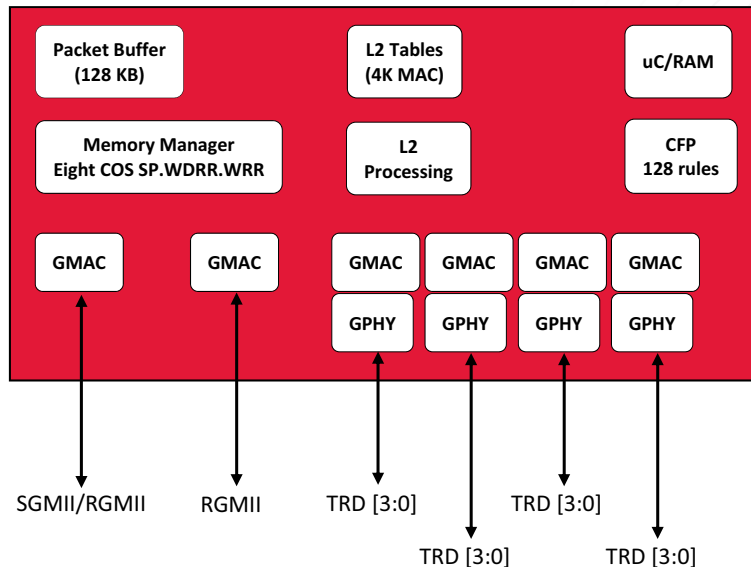 Packet Buffer
(128 KB)
L2 Tables
(4K MAC)
uC/RAM
Memory Manager
Eight COS SP.WDRR.WRR
L2
Processing
CFP
128 rules
GMAC
GMAC
GMAC
GMAC
GMAC
GMAC
GPHY
GPHY
GPHY
GPHY
SGMII/RGMII
RGMII
TRD [3:0]
TRD [3:0]
TRD [3:0]
TRD [3:0]